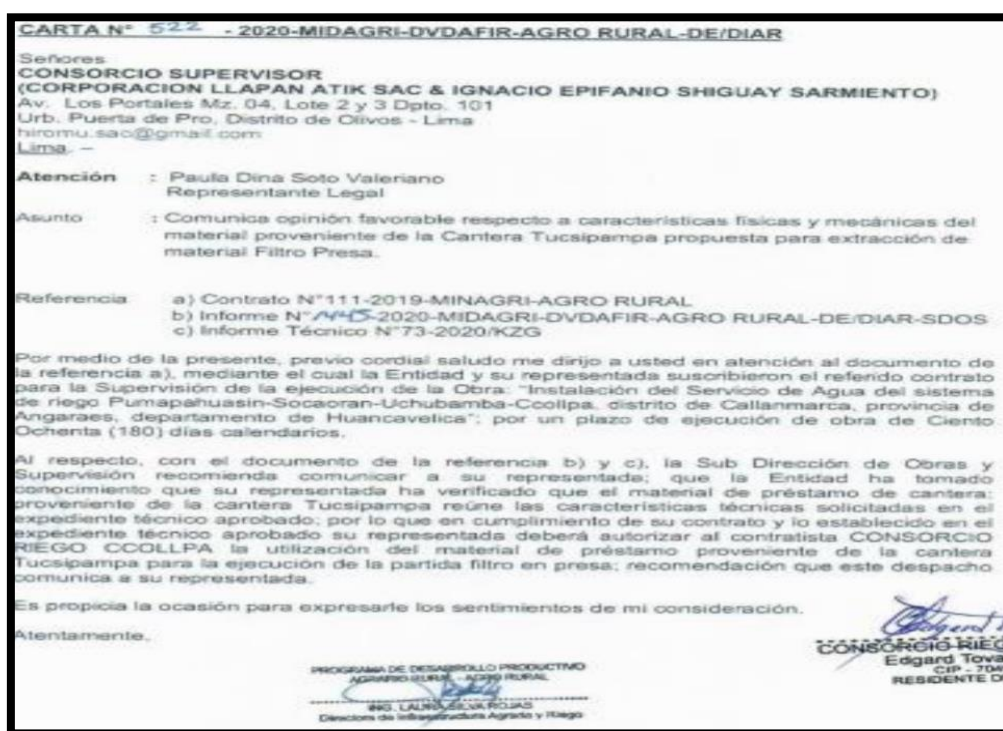 CARTA N° 522 - 2020-MIDAGRI-DVDAFIR-AGRO RURAL-DE/DIAR
Señores
CONSORCIO SUPERVISOR
(CORPORACION LLAPAN ATIK SAC & IGNACIO EPIFANIO SHIGUAY SARMIENTO)
Av. Los Portales Mz. 04, Lote 2 y 3 Dpto. 101
Urb. Puerta de Pro, Distrito de Olivos - Lima
hiromu.sac@gmail.com
Lima. –
Atención : Paula Dina Soto Valeriano
Representante Legal
Asunto : Comunica opinión favorable respecto a características físicas y mecánicas del
material proveniente de la Cantera Tucsipampa propuesta para extracción de
material Filtro Presa.
Referencia a) Contrato N°111-2019-MINAGRI-AGRO RURAL
b) Informe N° 1445-2020-MIDAGRI-DVDAFIR-AGRO RURAL-DE/DIAR-SDOS
c) Informe Técnico N°73-2020/KZG
Por medio de la presente, previo cordial saludo me dirijo a usted en atención al documento de
la referencia a), mediante el cual la Entidad y su representada suscribieron el referido contrato
para la Supervisión de la ejecución de la Obra: "Instalación del Servicio de Agua del sistema
de riego Pumapahuasin-Socaoran-Uchubamba-Ccollpa, distrito de Callanmarca, provincia de
Angaraes, departamento de Huancavelica"; por un plazo de ejecución de obra de Ciento
Ochenta (180) días calendarios.
Al respecto, con el documento de la referencia b) y c), la Sub Dirección de Obras y
Supervisión recomienda comunicar a su representada; que la Entidad ha tomado
conocimiento que su representada ha verificado que el material de préstamo de cantera;
proveniente de la cantera Tucsipampa reúne las características técnicas solicitadas en el
expediente técnico aprobado; por lo que en cumplimiento de su contrato y lo establecido en el
expediente técnico aprobado su representada deberá autorizar al contratista CONSORCIO
RIEGO CCOLLPA la utilización del material de préstamo proveniente de la cantera
Tucsipampa para la ejecución de la partida filtro en presa; recomendación que este despacho
comunica a su representada.
Es propicia la ocasión para expresarle los sentimientos de mi consideración.
Atentamente,
PROGRAMA DE DESARROLLO PRODUCTIVO
AGRARIO RURAL - AGRO RURAL
ING. LAURA SILVA ROJAS
Directora de Infraestructura Agraria y Riego
CONSORCIO RIEG
Edgard Tova
CIP - 704
RESIDENTE D